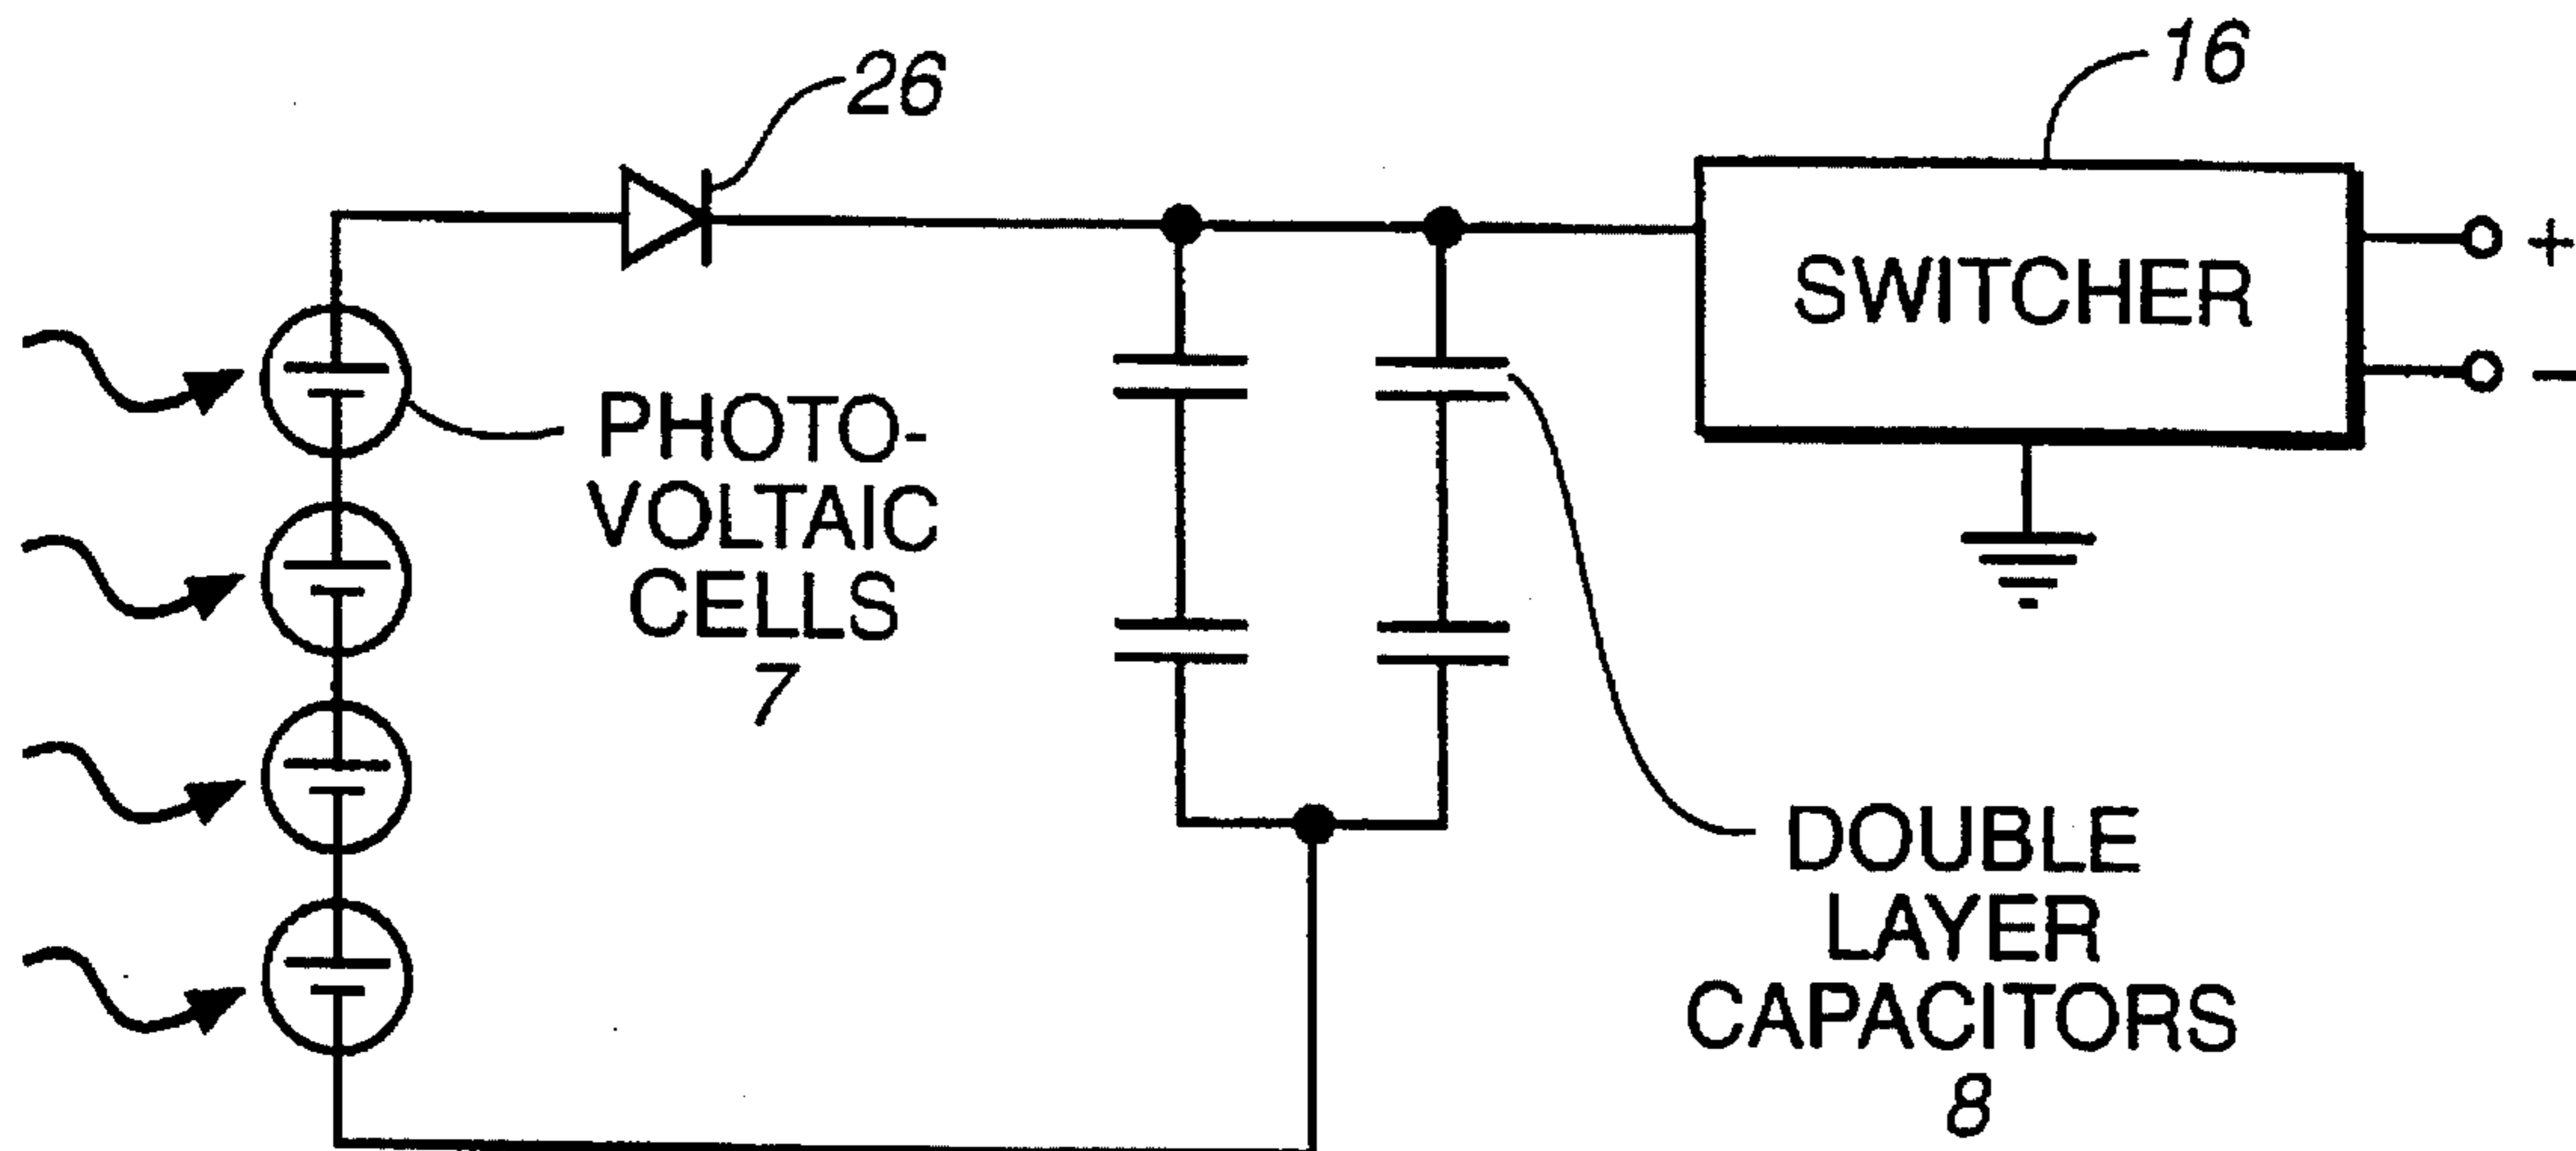 26
16
SWITCHER
+
−
PHOTO-
VOLTAIC
CELLS
7
DOUBLE
LAYER
CAPACITORS
8